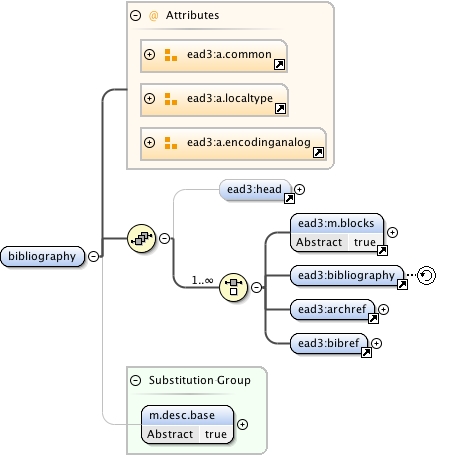 @ Attributes
ead3:a.common
ead3:a.localtype
ead3:a.encodinganalog
ead3:head
bibliography
1..∞
ead3:m.blocks
Abstract true
ead3:bibliography
ead3:archref
ead3:bibref
Substitution Group
m.desc.base
Abstract true